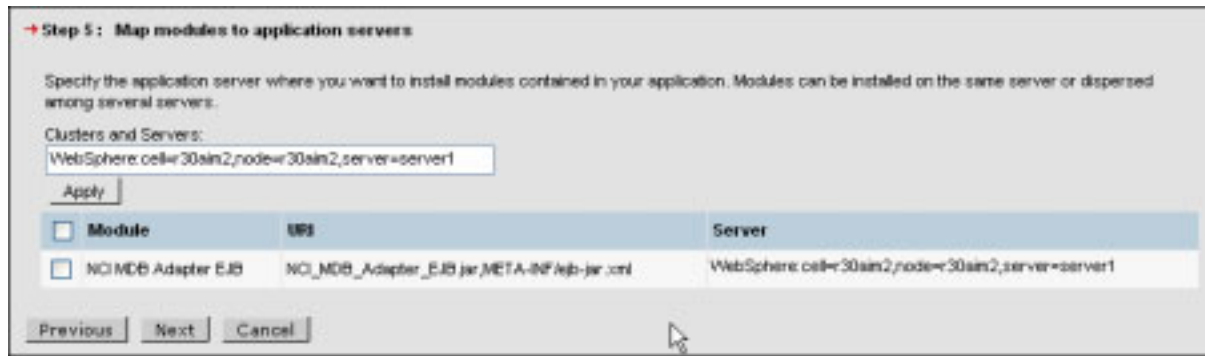 Step 5: Map modules to application servers
Specify the application server where you want to install modules contained in your application. Modules can be installed on the same server or dispersed
among several servers.
Clusters and Servers:
WebSphere:cell=r30aim2,node=r30aim2,server=server1
Apply
Module URI Server
NCI MDB Adapter EJB NCI_MDB_Adapter_EJB.jar,META-INF/ejb-jar.xml WebSphere:cell=r30aim2,node=r30aim2,server=server1
Previous Next Cancel